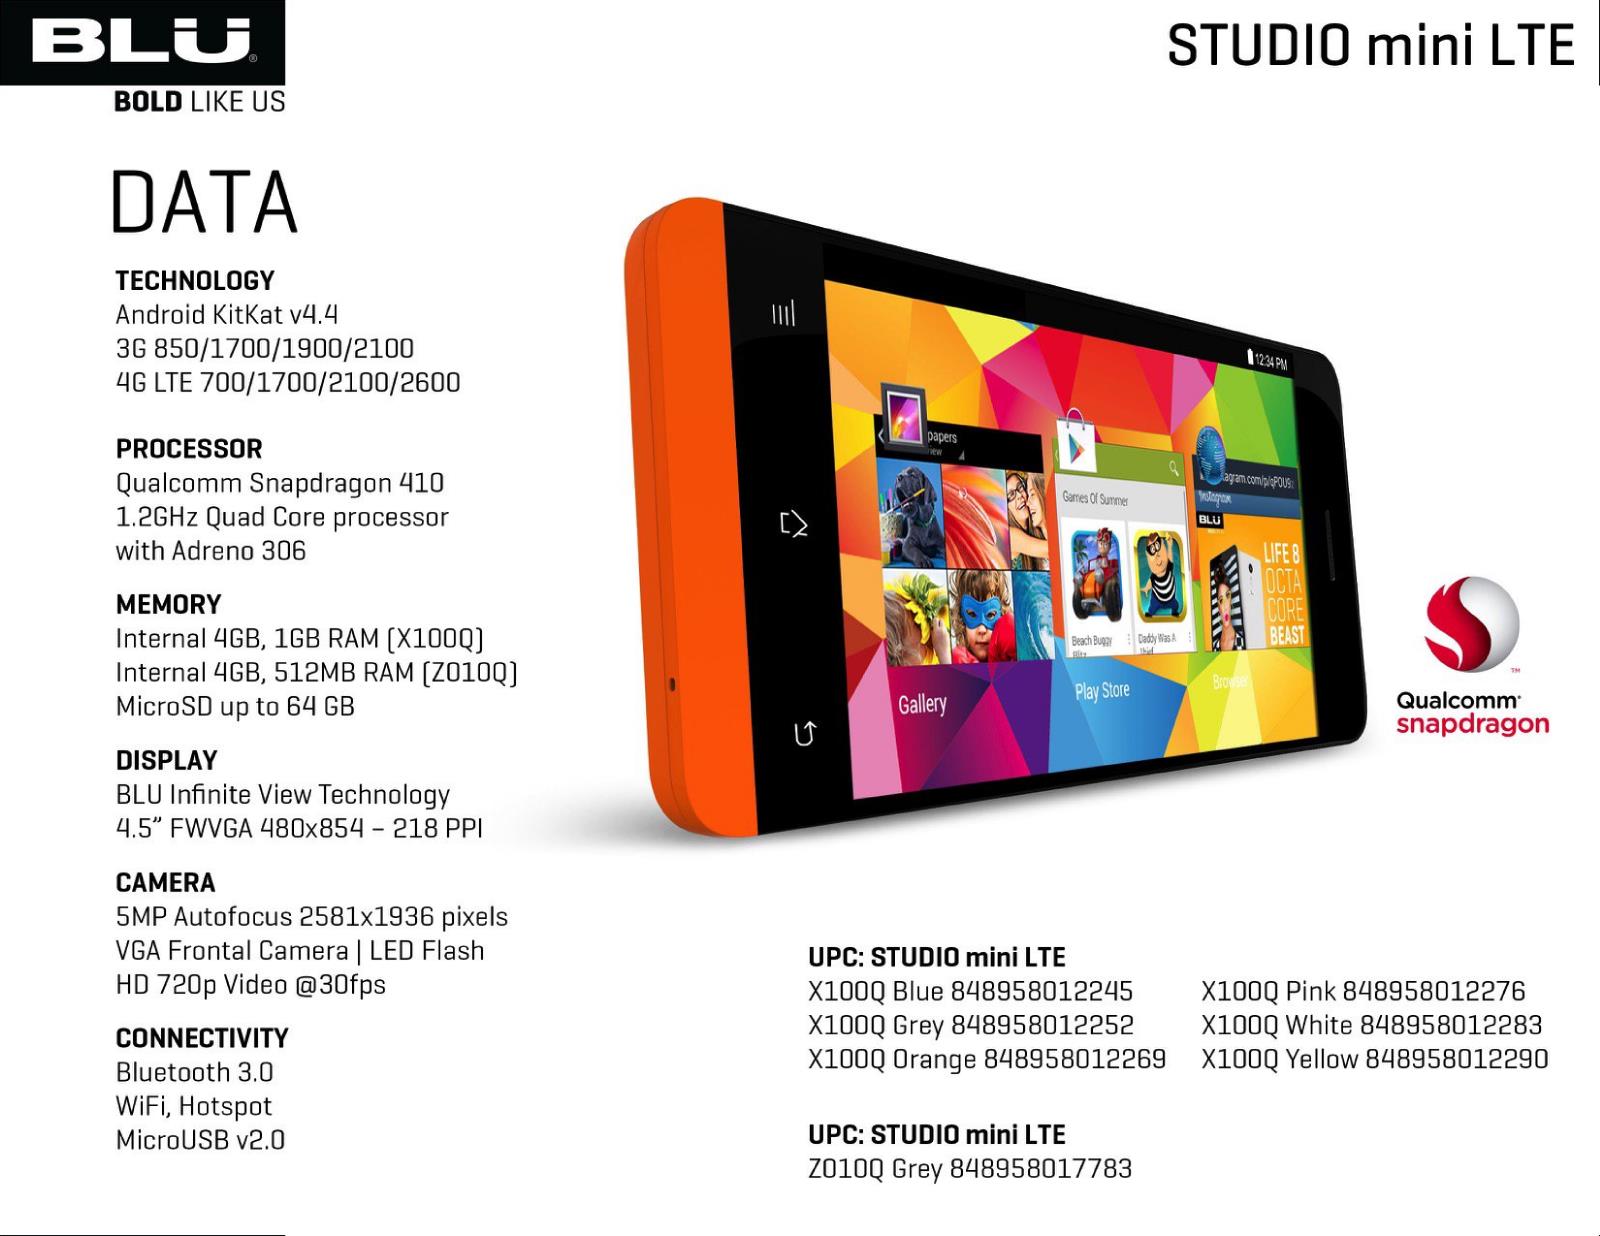 BLU®
BOLD LIKE US
STUDIO mini LTE
DATA
TECHNOLOGY
Android KitKat v4.4
3G 850/1700/1900/2100
4G LTE 700/1700/2100/2600
PROCESSOR
Qualcomm Snapdragon 410
1.2GHz Quad Core processor
with Adreno 306
MEMORY
Internal 4GB, 1GB RAM (X100Q)
Internal 4GB, 512MB RAM (Z010Q)
MicroSD up to 64 GB
DISPLAY
BLU Infinite View Technology
4.5” FWVGA 480x854 – 218 PPI
CAMERA
5MP Autofocus 2581x1936 pixels
VGA Frontal Camera | LED Flash
HD 720p Video @30fps
CONNECTIVITY
Bluetooth 3.0
WiFi, Hotspot
MicroUSB v2.0
12:34 PM
papers
Games Of Summer
Beach Buggy
Daddy Was A
agram.com/p/qPOU9
Instagram
BLU
LIFE 8
OCTA
CORE
BEAST
Gallery
Play Store
Browser
Qualcomm®
snapdragon™
UPC: STUDIO mini LTE
X100Q Blue 848958012245
X100Q Grey 848958012252
X100Q Orange 848958012269
X100Q Pink 848958012276
X100Q White 848958012283
X100Q Yellow 848958012290
UPC: STUDIO mini LTE
Z010Q Grey 848958017783